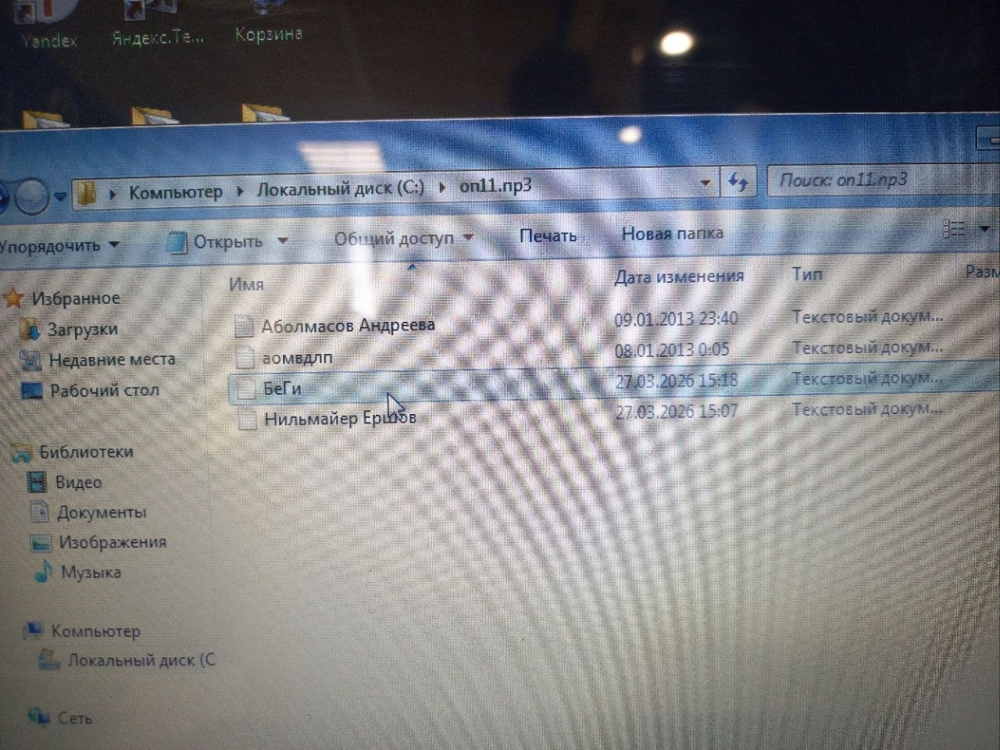 Yandex
Яндекс.Те...
Корзина
Компьютер
Локальный диск (C:)
оп11.пр3
Поиск: оп11.пр3
Упорядочить
Открыть
Общий доступ
Печать
Новая папка
Имя
Дата изменения
Тип
Разм
Избранное
Загрузки
Недавние места
Рабочий стол
Аболмасов Андреева 09.01.2013 23:40 Текстовый докум...
аомвдлп 08.01.2013 0:05 Текстовый докум...
БеГи 27.03.2026 15:18 Текстовый докум...
Нильмайер Ершов 27.03.2026 15:07 Текстовый докум...
Библиотеки
Видео
Документы
Изображения
Музыка
Компьютер
Локальный диск (C
Сеть